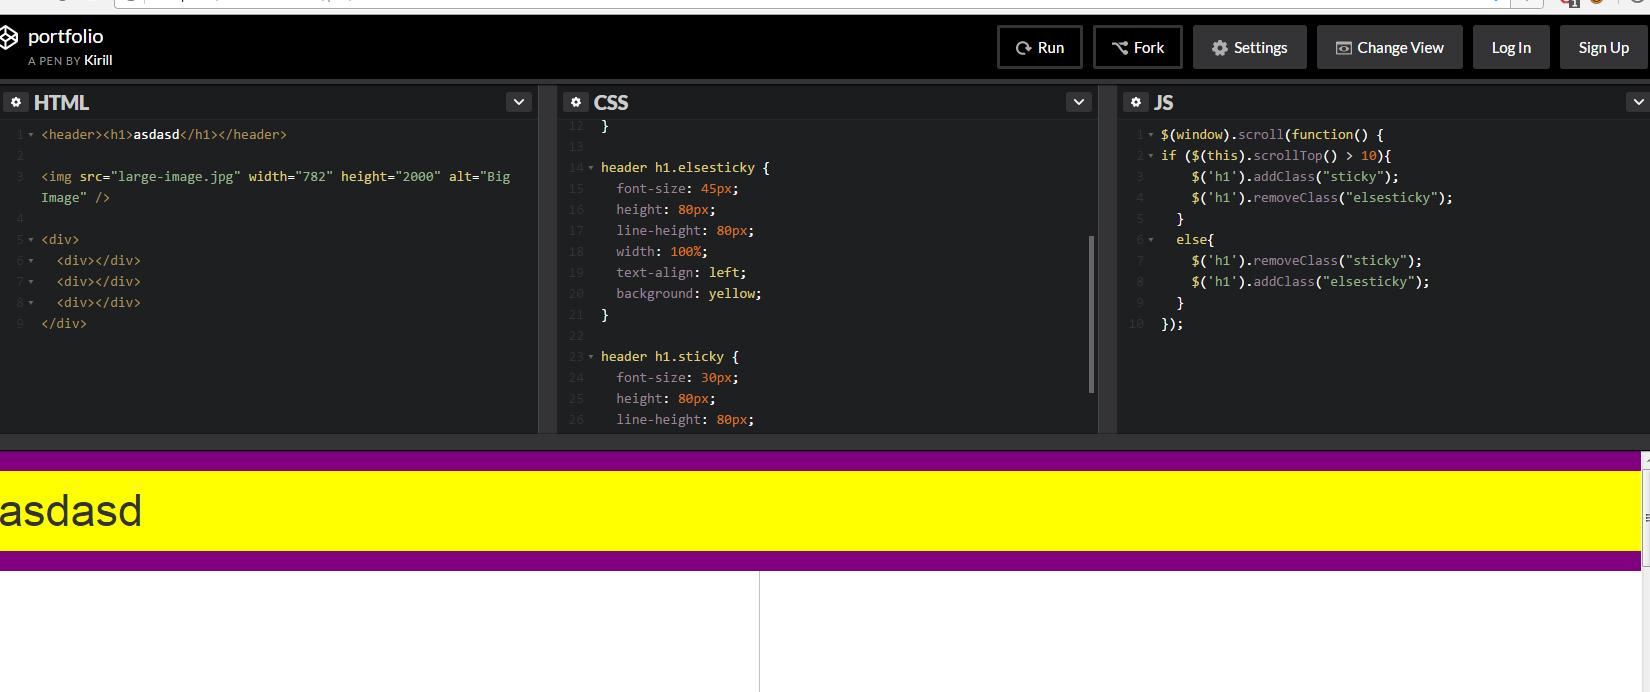 portfolio
A PEN BY Kirill
Run
Fork
Settings
Change View
Log In
Sign Up
HTML
1 <header><h1>asdasd</h1></header>
2
3 <img src="large-image.jpg" width="782" height="2000" alt="Big
Image" />
4
5 <div>
6 <div></div>
7 <div></div>
8 <div></div>
9 </div>
CSS
12 }
13
14 header h1.elsesticky {
15 font-size: 45px;
16 height: 80px;
17 line-height: 80px;
18 width: 100%;
19 text-align: left;
20 background: yellow;
21 }
22
23 header h1.sticky {
24 font-size: 30px;
25 height: 80px;
26 line-height: 80px;
JS
1 $(window).scroll(function() {
2 if ($(this).scrollTop() > 10){
3 $('h1').addClass("sticky");
4 $('h1').removeClass("elsesticky");
5 }
6 else{
7 $('h1').removeClass("sticky");
8 $('h1').addClass("elsesticky");
9 }
10 });
asdasd